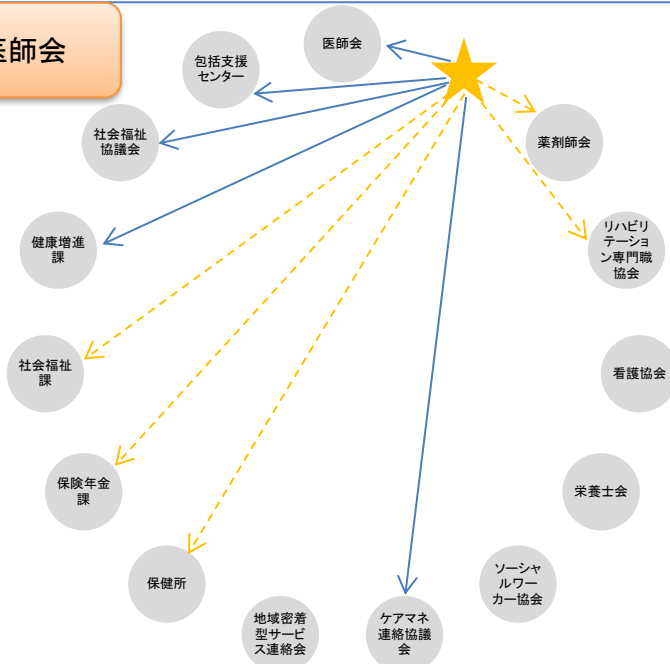 医師会
医師会
包括支援
センター
社会福祉
協議会
薬剤師会
健康増進
課
リハビリ
テーショ
ン専門職
協会
社会福祉
課
看護協会
保険年金
課
栄養士会
保健所
ソーシャ
ルワー
カー協会
地域密着
型サービ
ス連絡会
ケアマネ
連絡協議
会